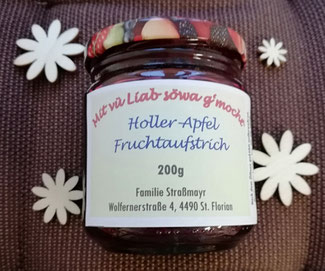 Mit vü Liab söwa g'mocht
Holler-Apfel
Fruchtaufstrich
200g
Familie Straßmayr
Wolfernerstraße 4, 4490 St. Florian